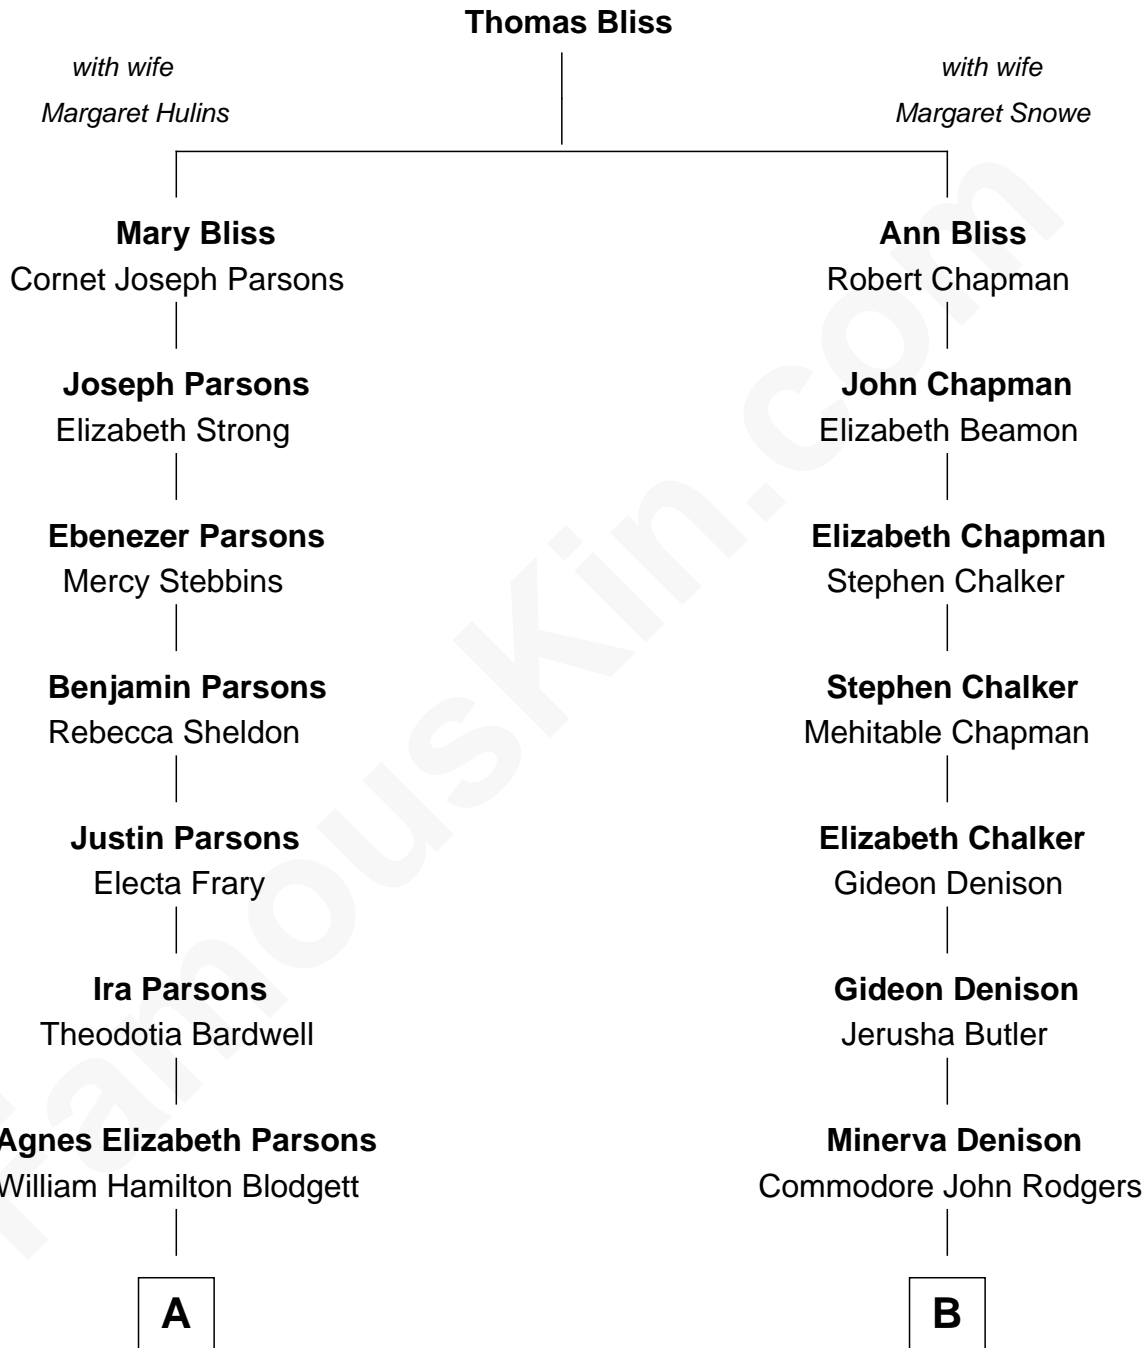 Thomas Bliss
with wife
Margaret Hulins
with wife
Margaret Snowe
Mary Bliss
Cornet Joseph Parsons
Ann Bliss
Robert Chapman
Joseph Parsons
Elizabeth Strong
John Chapman
Elizabeth Beamon
Ebenezer Parsons
Mercy Stebbins
Elizabeth Chapman
Stephen Chalker
Benjamin Parsons
Rebecca Sheldon
Stephen Chalker
Mehitable Chapman
Justin Parsons
Electa Frary
Elizabeth Chalker
Gideon Denison
Ira Parsons
Theodotia Bardwell
Gideon Denison
Jerusha Butler
Agnes Elizabeth Parsons
William Hamilton Blodgett
Minerva Denison
Commodore John Rodgers
A
B
FamousKin.com